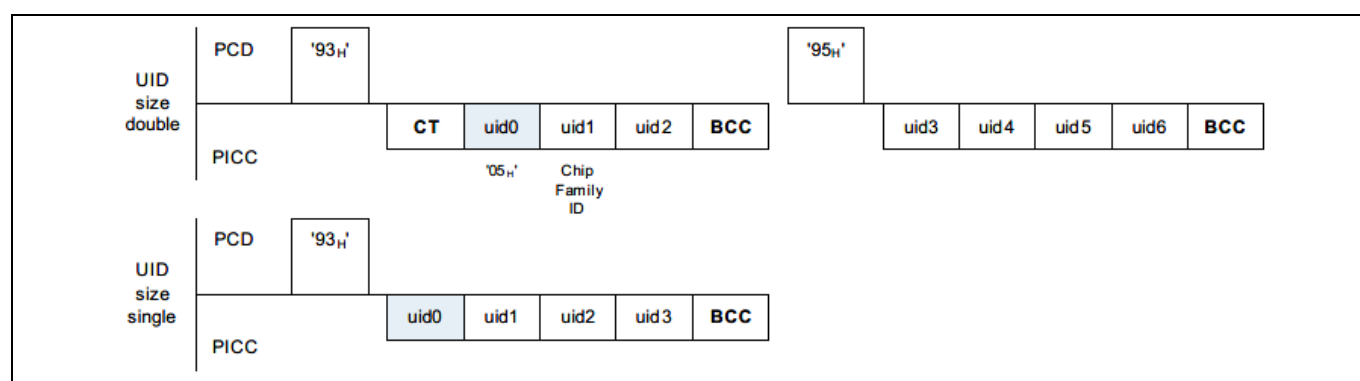 PCD '93H' '95H'
UID
size
double
CT uid0 uid1 uid2 BCC uid3 uid4 uid5 uid6 BCC
PICC
'05H' Chip
Family
ID
PCD '93H'
UID
size
single
uid0 uid1 uid2 uid3 BCC
PICC